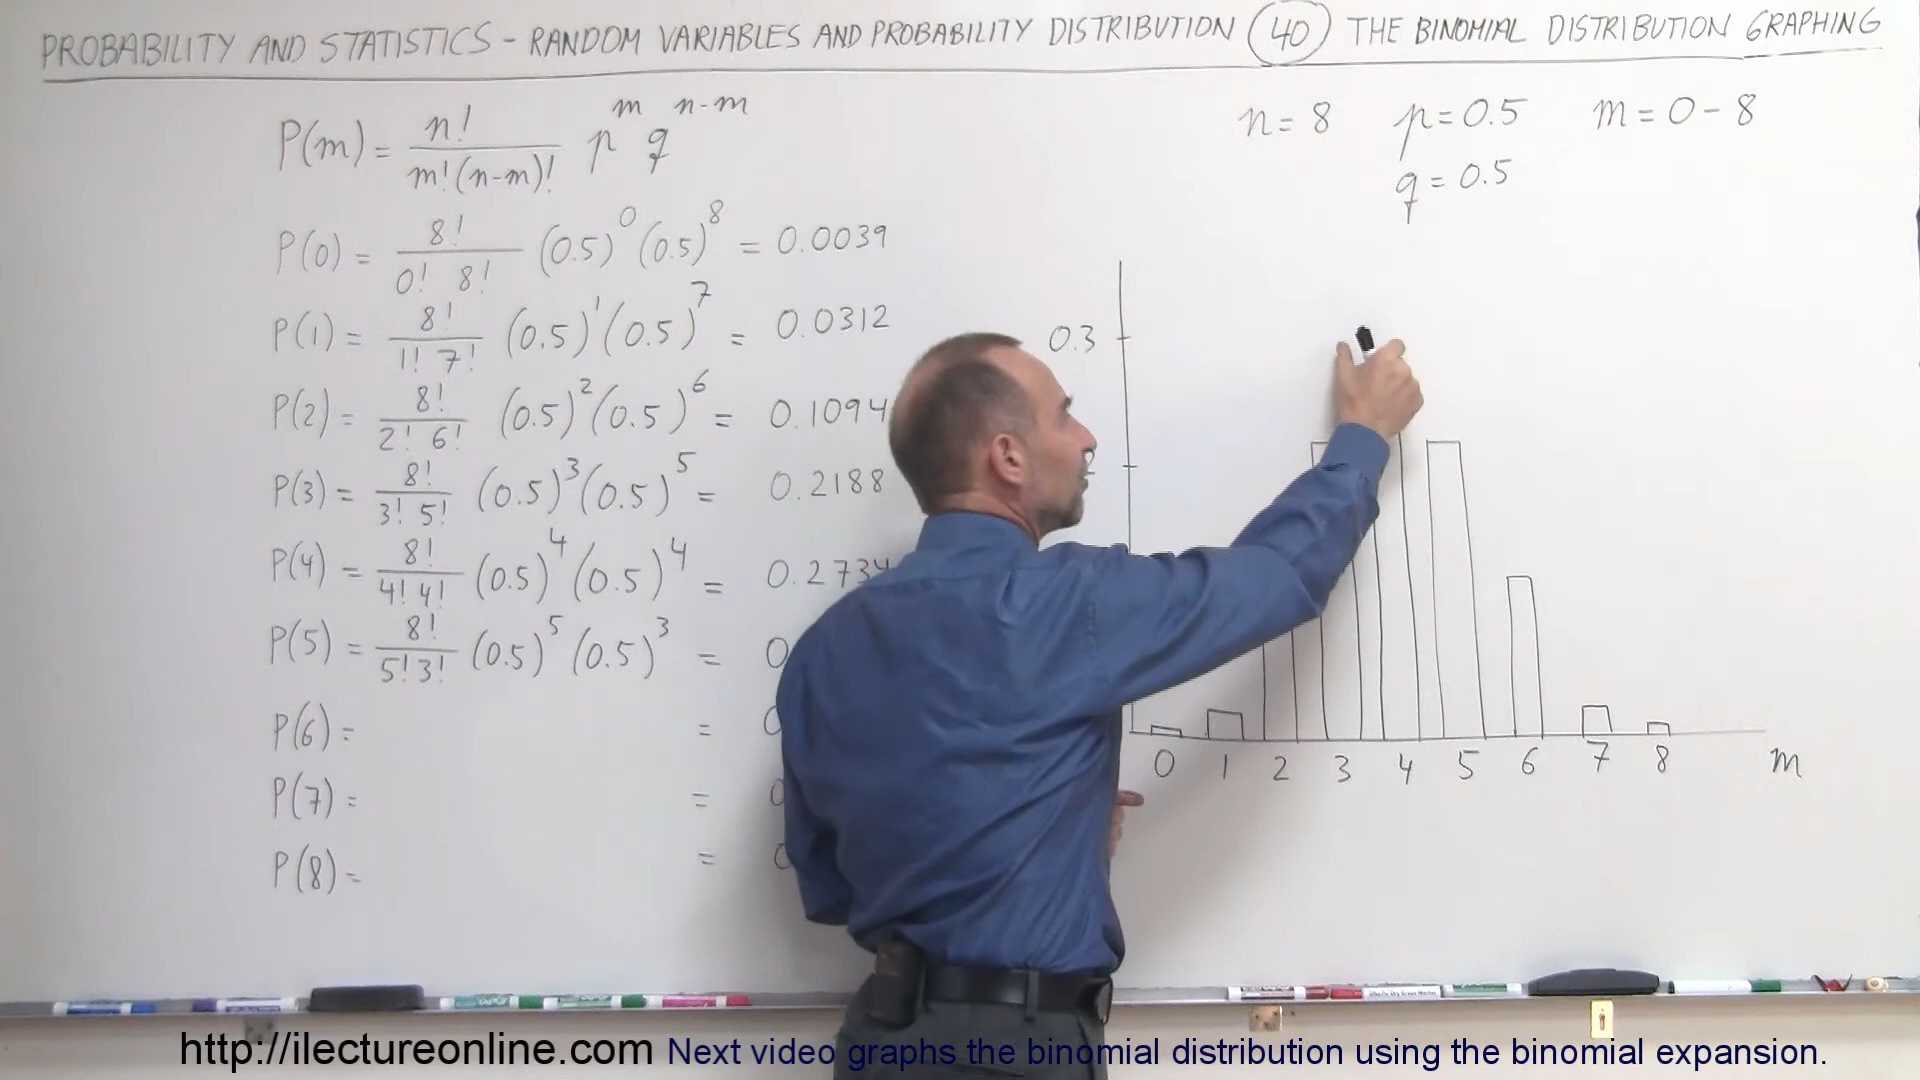 PROBABILITY AND STATISTICS - RANDOM VARIABLES AND PROBABILITY DISTRIBUTION (40) THE BINOMIAL DISTRIBUTION GRAPHING
P(m) = n! / m!(n-m)! p^m q^n-m
n = 8 p = 0.5 m = 0 - 8
q = 0.5
P(0) = 8! / 0! 8! (0.5)^0 (0.5)^8 = 0.0039
P(1) = 8! / 1! 7! (0.5)^1 (0.5)^7 = 0.0312
P(2) = 8! / 2! 6! (0.5)^2 (0.5)^6 = 0.1094
P(3) = 8! / 3! 5! (0.5)^3 (0.5)^5 = 0.2188
P(4) = 8! / 4! 4! (0.5)^4 (0.5)^4 = 0.2734
P(5) = 8! / 5! 3! (0.5)^5 (0.5)^3 = 0
P(6) = =
P(7) = =
P(8) = =
0.3
0 1 2 3 4 5 6 7 8 m
http://ilectureonline.com Next video graphs the binomial distribution using the binomial expansion.